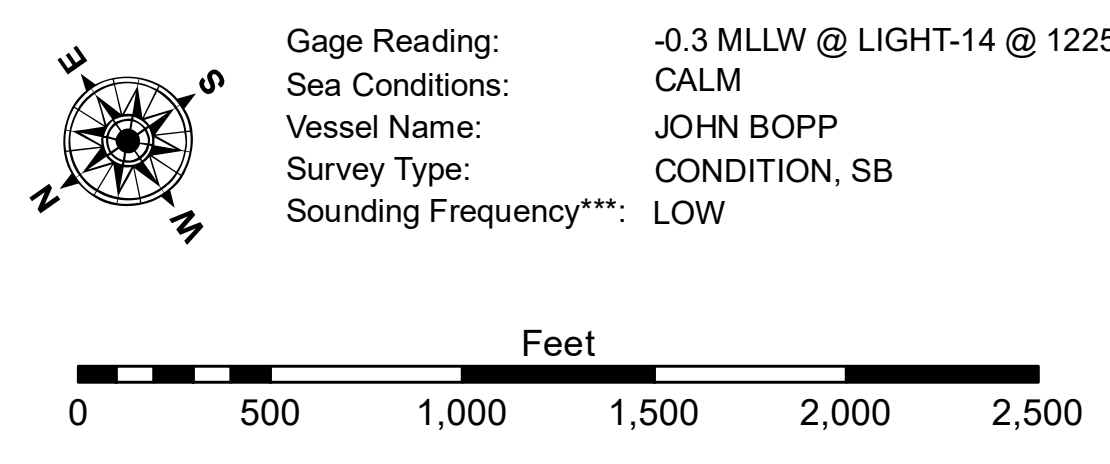 E
S
N
W
Gage Reading: -0.3 MLLW @ LIGHT-14 @ 1225
Sea Conditions: CALM
Vessel Name: JOHN BOPP
Survey Type: CONDITION, SB
Sounding Frequency***: LOW
Feet
0 500 1,000 1,500 2,000 2,500